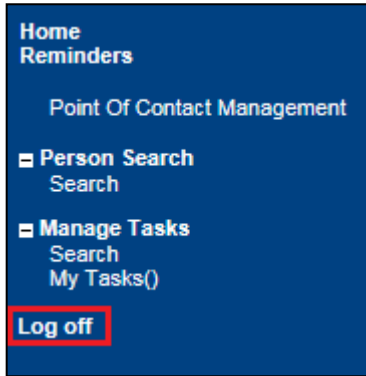 Home
Reminders
Point Of Contact Management
Person Search
Search
Manage Tasks
Search
My Tasks()
Log off